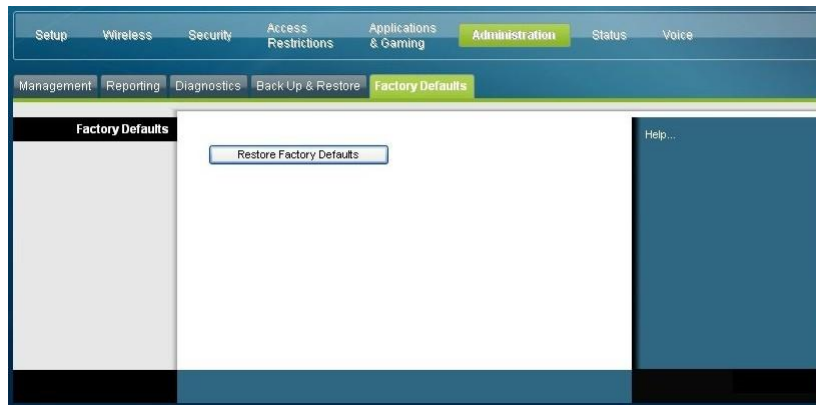 Setup Wireless Security Access Restrictions Applications & Gaming Administration Status Voice
Management Reporting Diagnostics Back Up & Restore Factory Defaults
Factory Defaults
Restore Factory Defaults
Help...